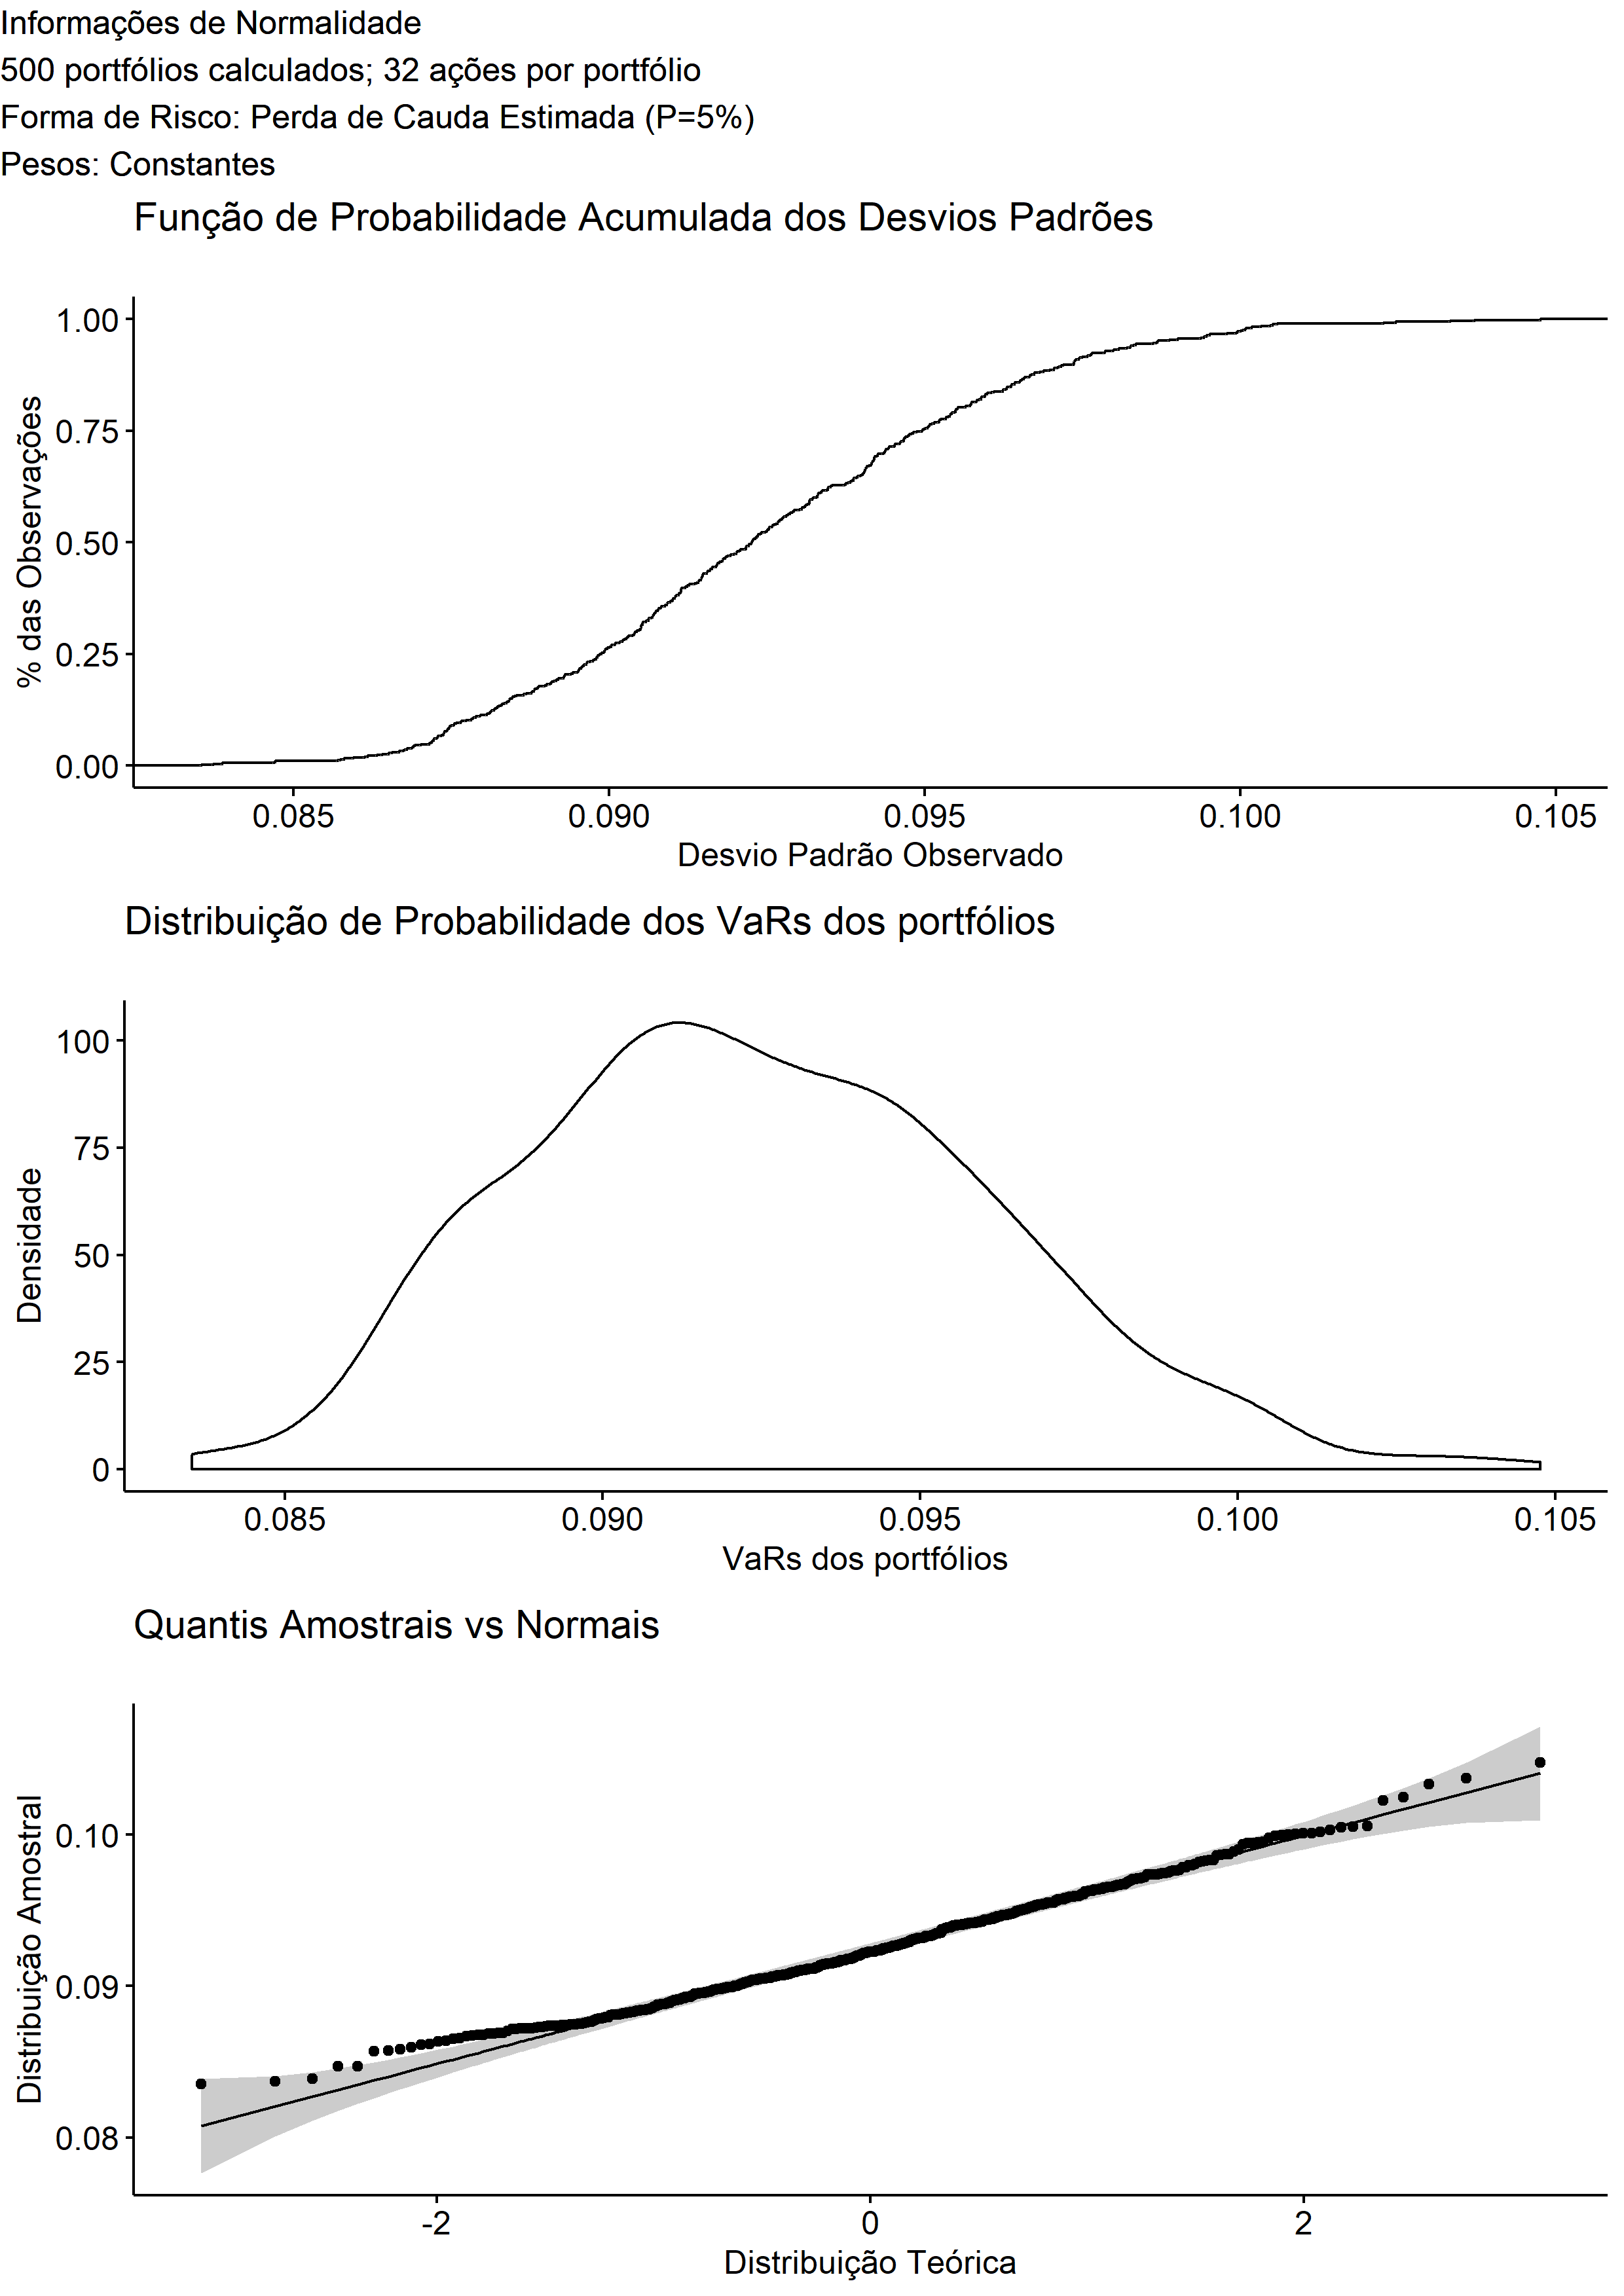 Informações de Normalidade
500 portfólios calculados; 32 ações por portfólio
Forma de Risco: Perda de Cauda Estimada (P=5%)
Pesos: Constantes
Função de Probabilidade Acumulada dos Desvios Padrões
% das Observações
1.00
0.75
0.50
0.25
0.00
0.085 0.090 0.095 0.100 0.105
Desvio Padrão Observado
Distribuição de Probabilidade dos VaRs dos portfólios
Densidade
100
75
50
25
0
0.085 0.090 0.095 0.100 0.105
VaRs dos portfólios
Quantis Amostrais vs Normais
Distribuição Amostral
0.10
0.09
0.08
-2 0 2
Distribuição Teórica